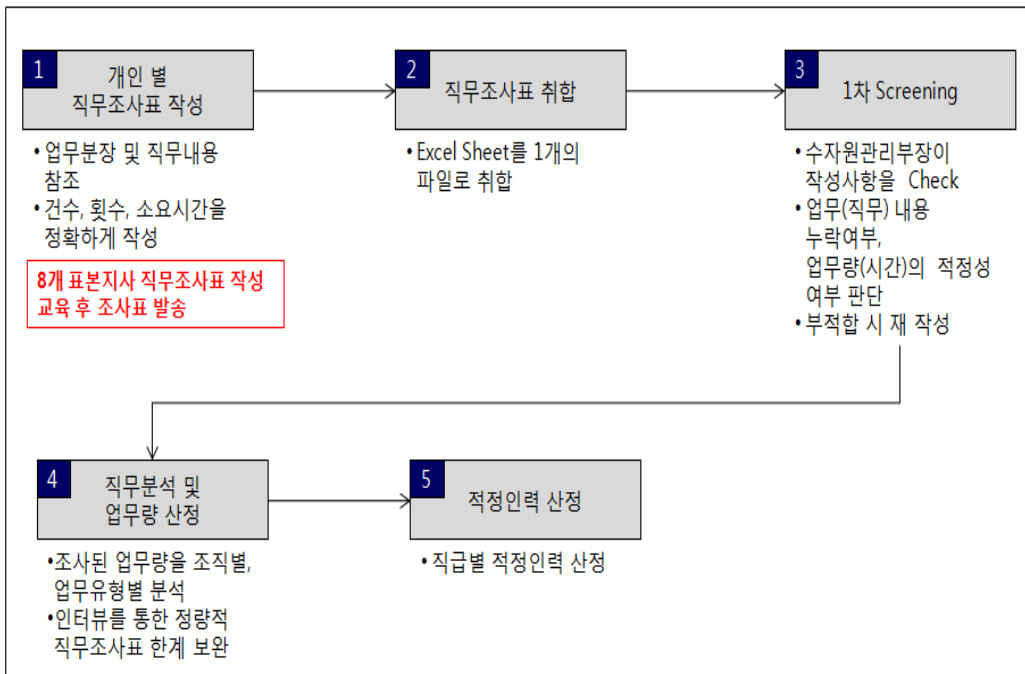 1
개인 별
직무조사표 작성
• 업무분장 및 직무내용
참조
• 건수, 횟수, 소요시간을
정확하게 작성
8개 표본지사 직무조사표 작성
교육 후 조사표 발송
2
직무조사표 취합
• Excel Sheet를 1개의
파일로 취합
3
1차 Screening
• 수자원관리부장이
작성사항을 Check
• 업무(직무) 내용
누락여부,
업무량(시간)의 적정성
여부 판단
• 부적합 시 재 작성
4
직무분석 및
업무량 산정
•조사된 업무량을 조직별,
업무유형별 분석
•인터뷰를 통한 정량적
직무조사표 한계 보완
5
적정인력 산정
• 직급별 적정인력 산정